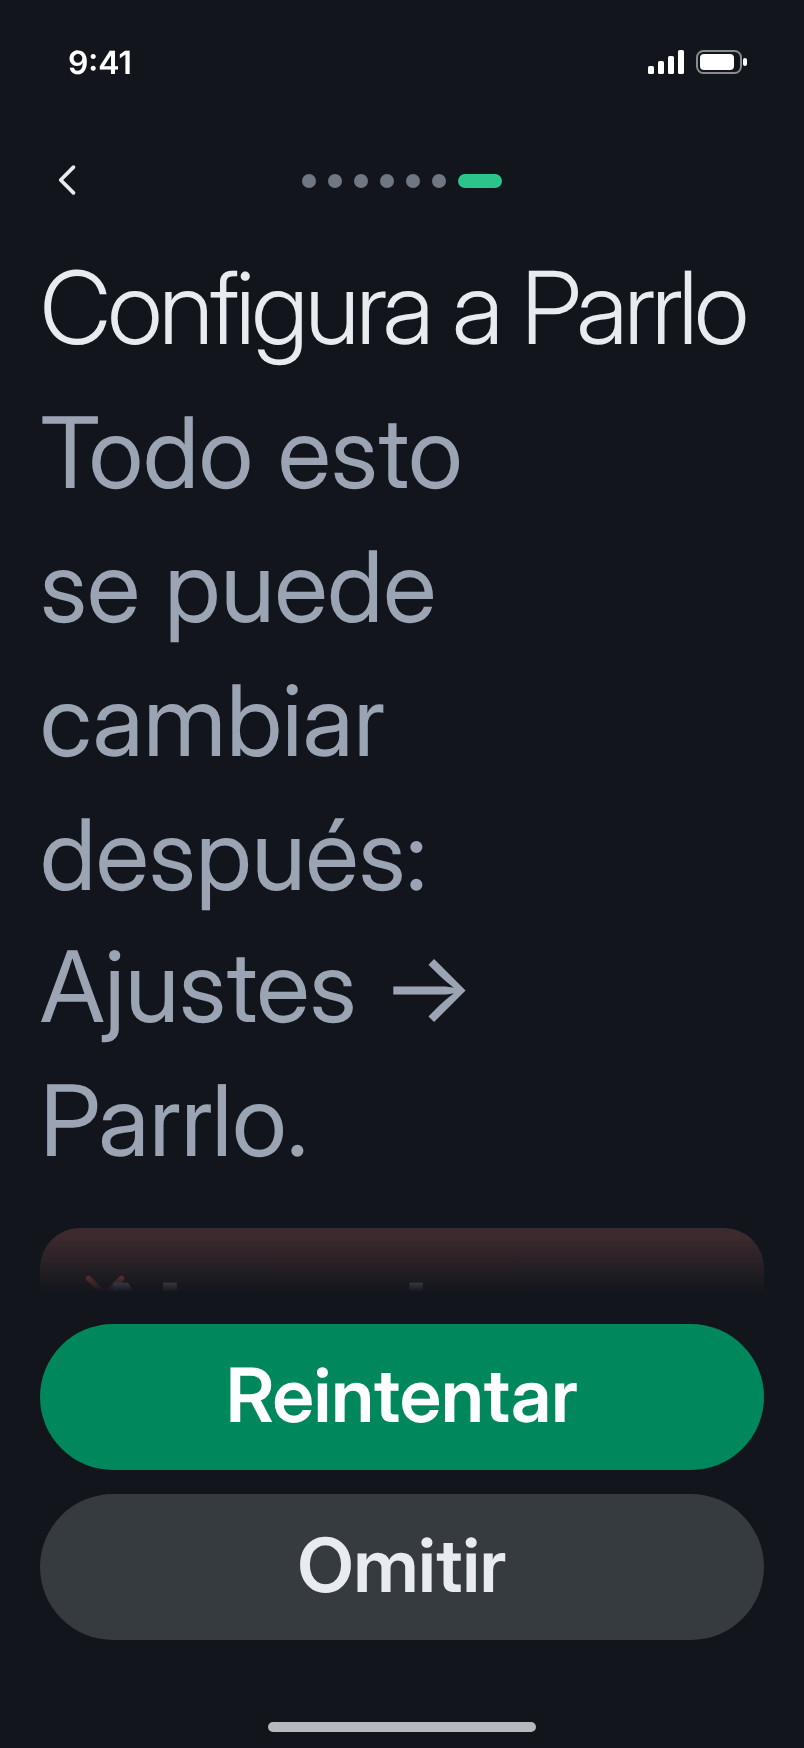 9:41
Configura a Parrlo
Todo esto
se puede
cambiar
después:
Ajustes →
Parrlo.
Reintentar
Omitir